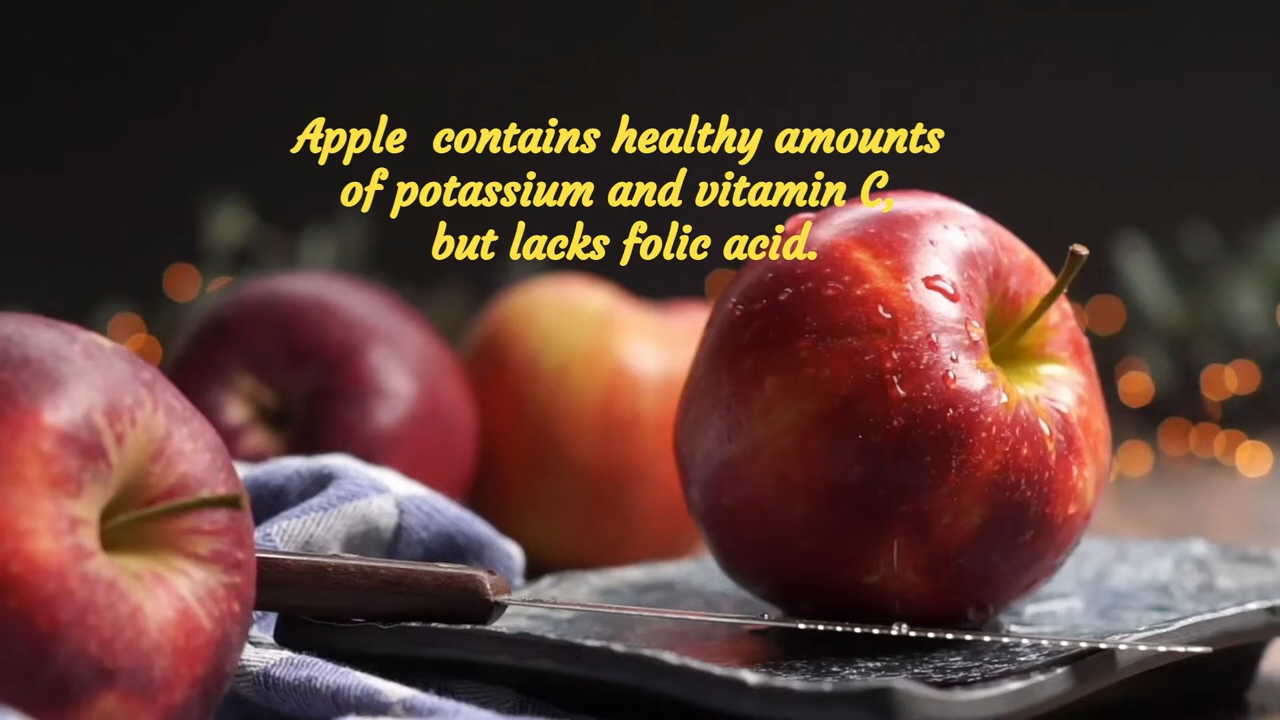 Apple  contains healthy amounts
of potassium and vitamin C,
but lacks folic acid.